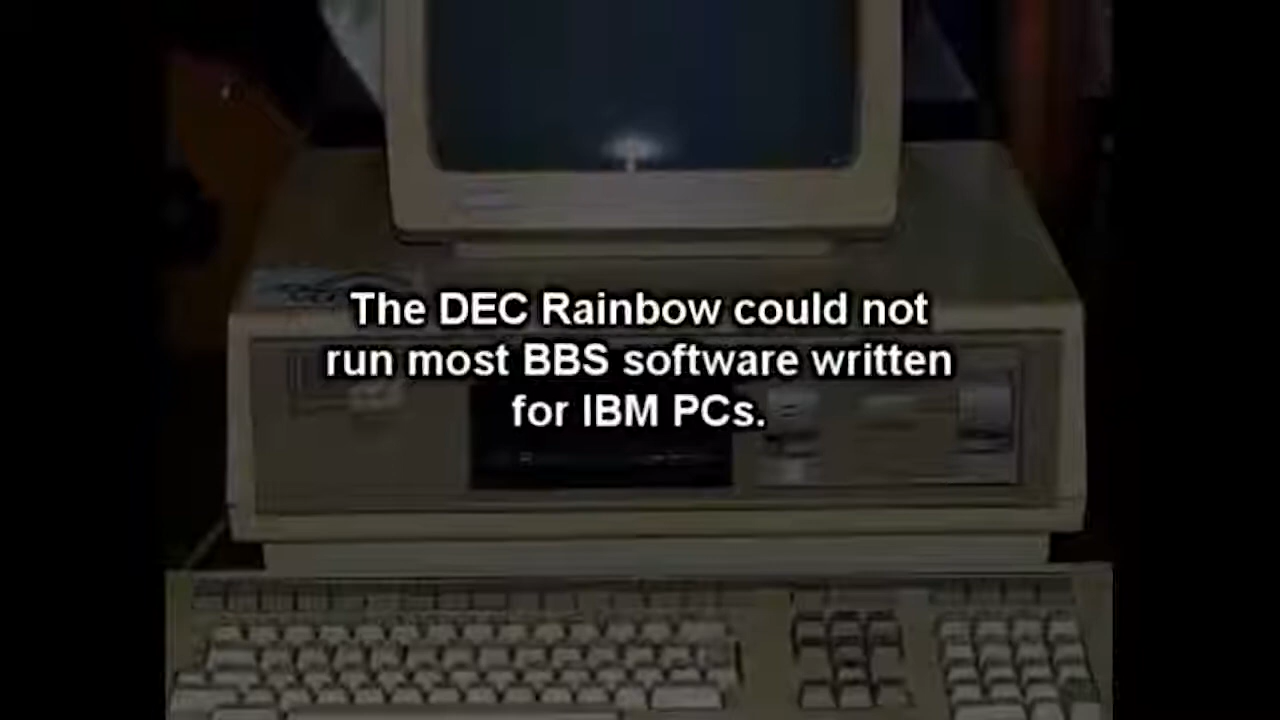 The DEC Rainbow could not
run most BBS software written
for IBM PCs.